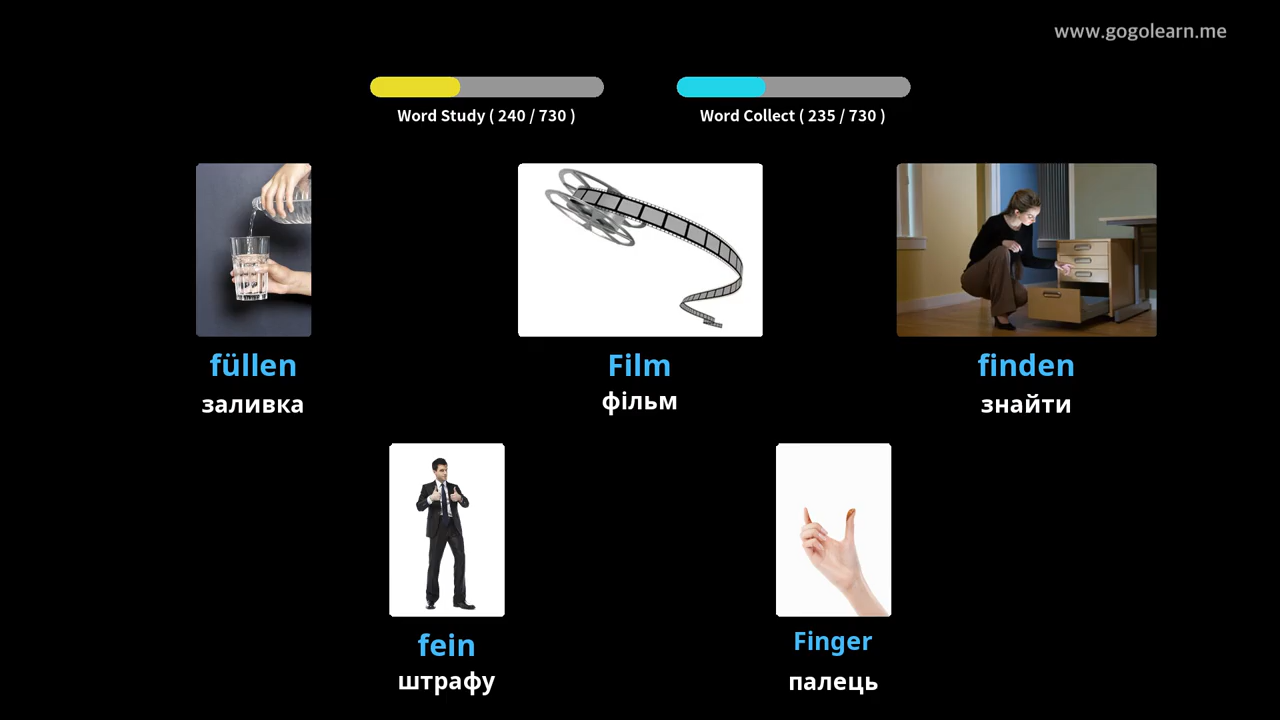 www.gogolearn.me
Word Study ( 240 / 730 )
Word Collect ( 235 / 730 )
füllen
заливка
Film
фільм
finden
знайти
fein
штрафу
Finger
палець